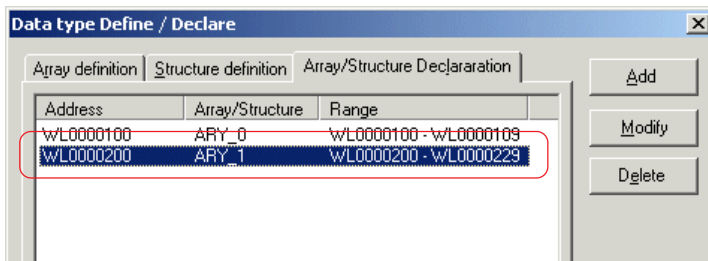 Data type Define / Declare
Array definition Structure definition Array/Structure Declararation
Add
Address Array/Structure Range
WL0000100 ARY_0 WL0000100 - WL0000109
Modify
WL0000200 ARY_1 WL0000200 - WL0000229
Delete